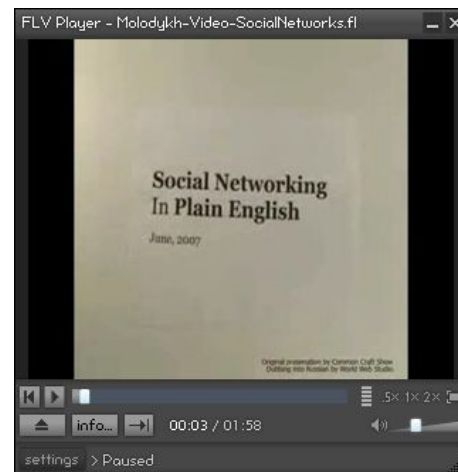 FLV Player - Molodykh-Video-SocialNetworks.fl
Social Networking
In Plain English
June, 2007
Original presentation by Common Craft Show
Dubbing into Russian by World Web Studio.
.5× 1× 2×
info...
00:03 / 01:58
settings > Paused